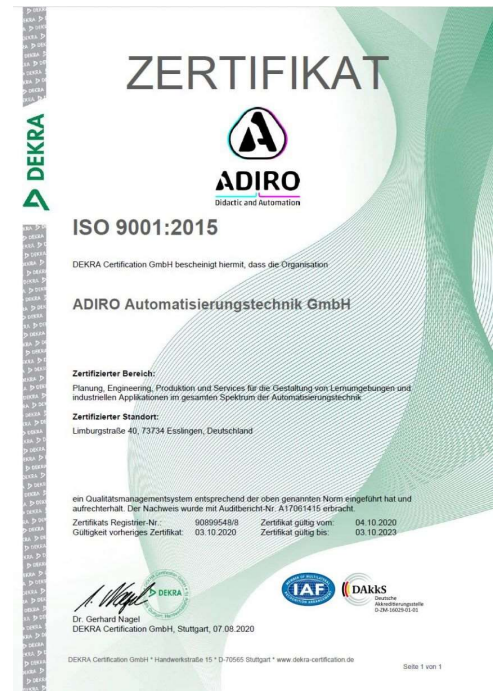 ZERTIFIKAT
DEKRA
ADIRO
Didactic and Automation
ISO 9001:2015
DEKRA Certification GmbH bescheinigt hiermit, dass die Organisation
ADIRO Automatisierungstechnik GmbH
Zertifizierter Bereich:
Planung, Engineering, Produktion und Services für die Gestaltung von Lernumgebungen und
industriellen Applikationen im gesamten Spektrum der Automatisierungstechnik
Zertifizierter Standort:
Limburgstraße 40, 73734 Esslingen, Deutschland
ein Qualitätsmanagementsystem entsprechend der oben genannten Norm eingeführt hat und
aufrechterhält. Der Nachweis wurde mit Auditbericht-Nr. A17061415 erbracht.
Zertifikats Registrier-Nr.: 90899548/8 Zertifikat gültig vom: 04.10.2020
Gültigkeit vorheriges Zertifikat: 03.10.2020 Zertifikat gültig bis: 03.10.2023
DEKRA
IAF
DAkkS
Deutsche
Akkreditierungsstelle
D-ZM-16029-01-01
Dr. Gerhard Nagel
DEKRA Certification GmbH, Stuttgart, 07.08.2020
DEKRA Certification GmbH * Handwerkstraße 15 * D-70565 Stuttgart * www.dekra-certification.de
Seite 1 von 1